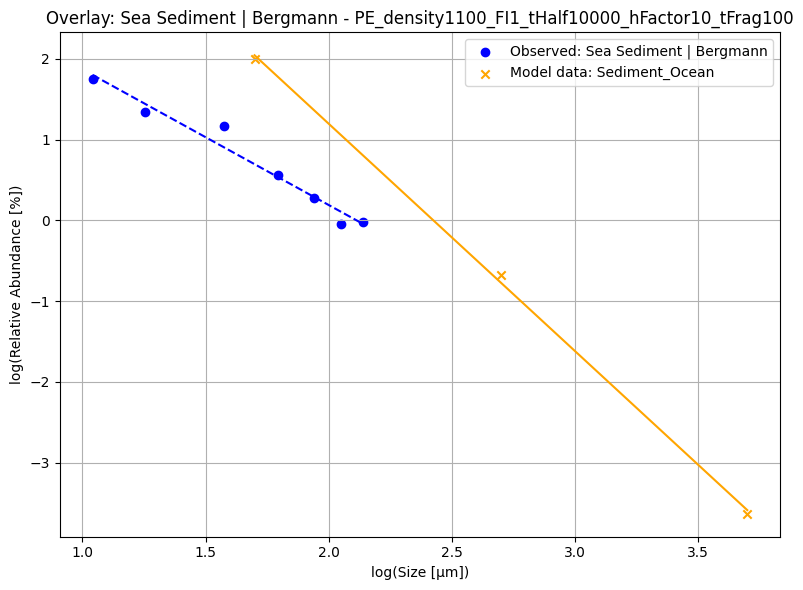 Overlay: Sea Sediment | Bergmann - PE_density1100_FI1_tHalf10000_hFactor10_tFrag100
Observed: Sea Sediment | Bergmann
Model data: Sediment_Ocean
log(Relative Abundance [%])
2
1
0
−1
−2
−3
1.0 1.5 2.0 2.5 3.0 3.5
log(Size [μm])